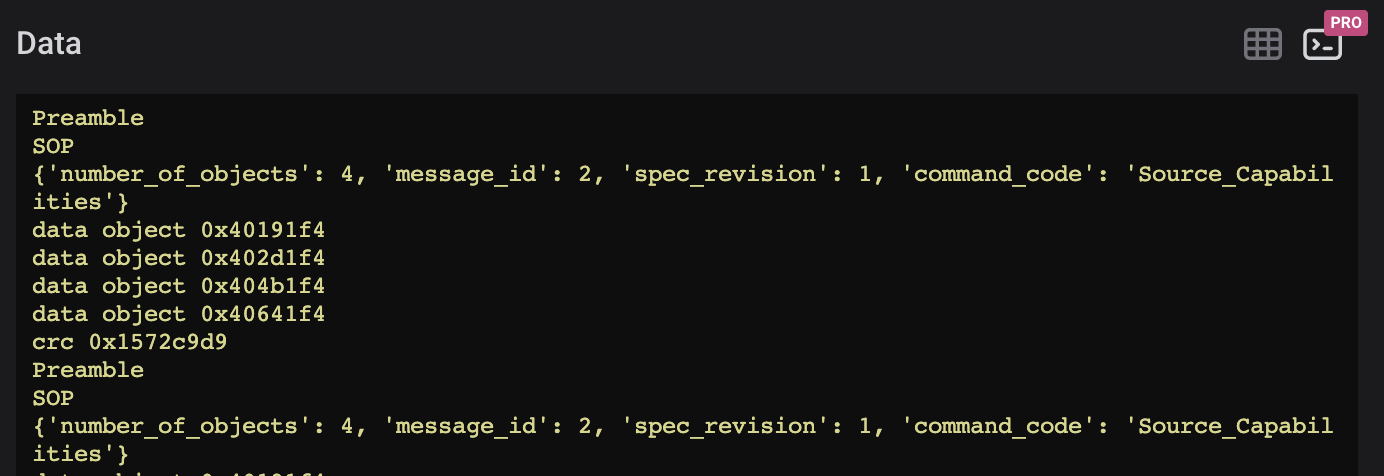 Data
PRO
Preamble
SOP
{'number_of_objects': 4, 'message_id': 2, 'spec_revision': 1, 'command_code': 'Source_Capabil
ities'}
data object 0x40191f4
data object 0x402d1f4
data object 0x404b1f4
data object 0x40641f4
crc 0x1572c9d9
Preamble
SOP
{'number_of_objects': 4, 'message_id': 2, 'spec_revision': 1, 'command_code': 'Source_Capabil
ities'}